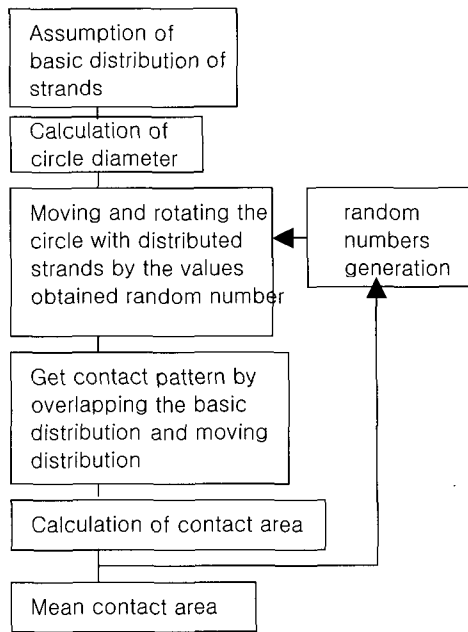 Assumption of
basic distribution of
strands
Calculation of
circle diameter
Moving and rotating the
circle with distributed
strands by the values
obtained random number
random
numbers
generation
Get contact pattern by
overlapping the basic
distribution and moving
distribution
Calculation of contact area
Mean contact area